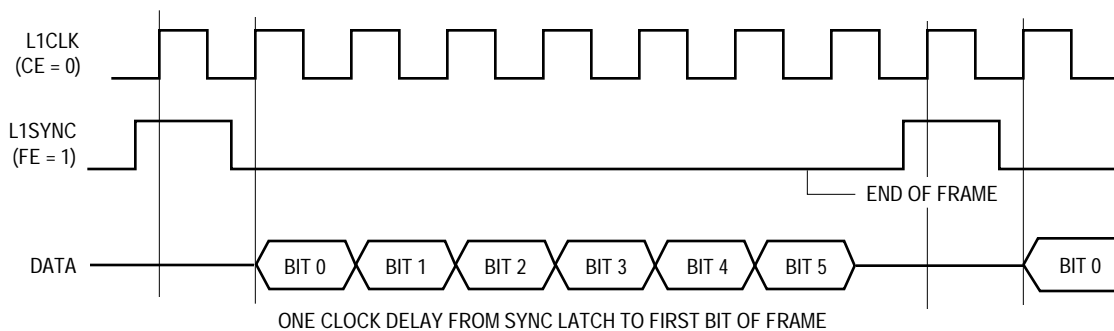 L1CLK
(CE = 0)
L1SYNC
(FE = 1)
END OF FRAME
DATA
BIT 0
BIT 1
BIT 2
BIT 3
BIT 4
BIT 5
BIT 0
ONE CLOCK DELAY FROM SYNC LATCH TO FIRST BIT OF FRAME